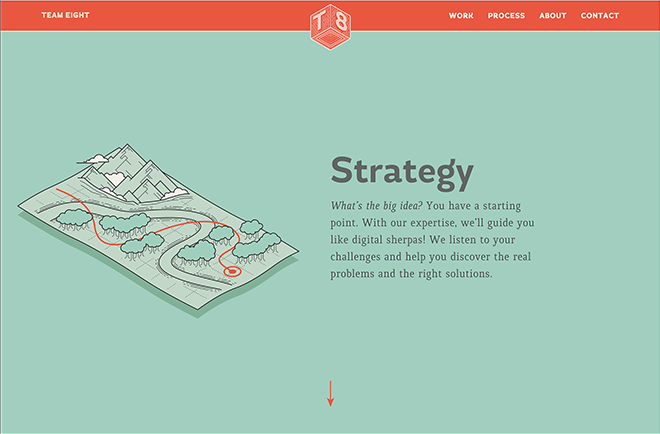 TEAM EIGHT
T8
WORK PROCESS ABOUT CONTACT
Strategy
What's the big idea? You have a starting
point. With our expertise, we'll guide you
like digital sherpas! We listen to your
challenges and help you discover the real
problems and the right solutions.